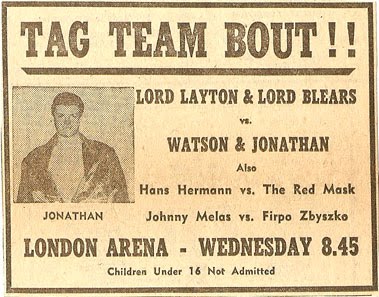 TAG TEAM BOUT!!
LORD LAYTON & LORD BLEARS
vs.
WATSON & JONATHAN
Also
Hans Hermann vs. The Red Mask
JONATHAN
Johnny Melas vs. Firpo Zbyszko
LONDON ARENA - WEDNESDAY 8.45
Children Under 16 Not Admitted